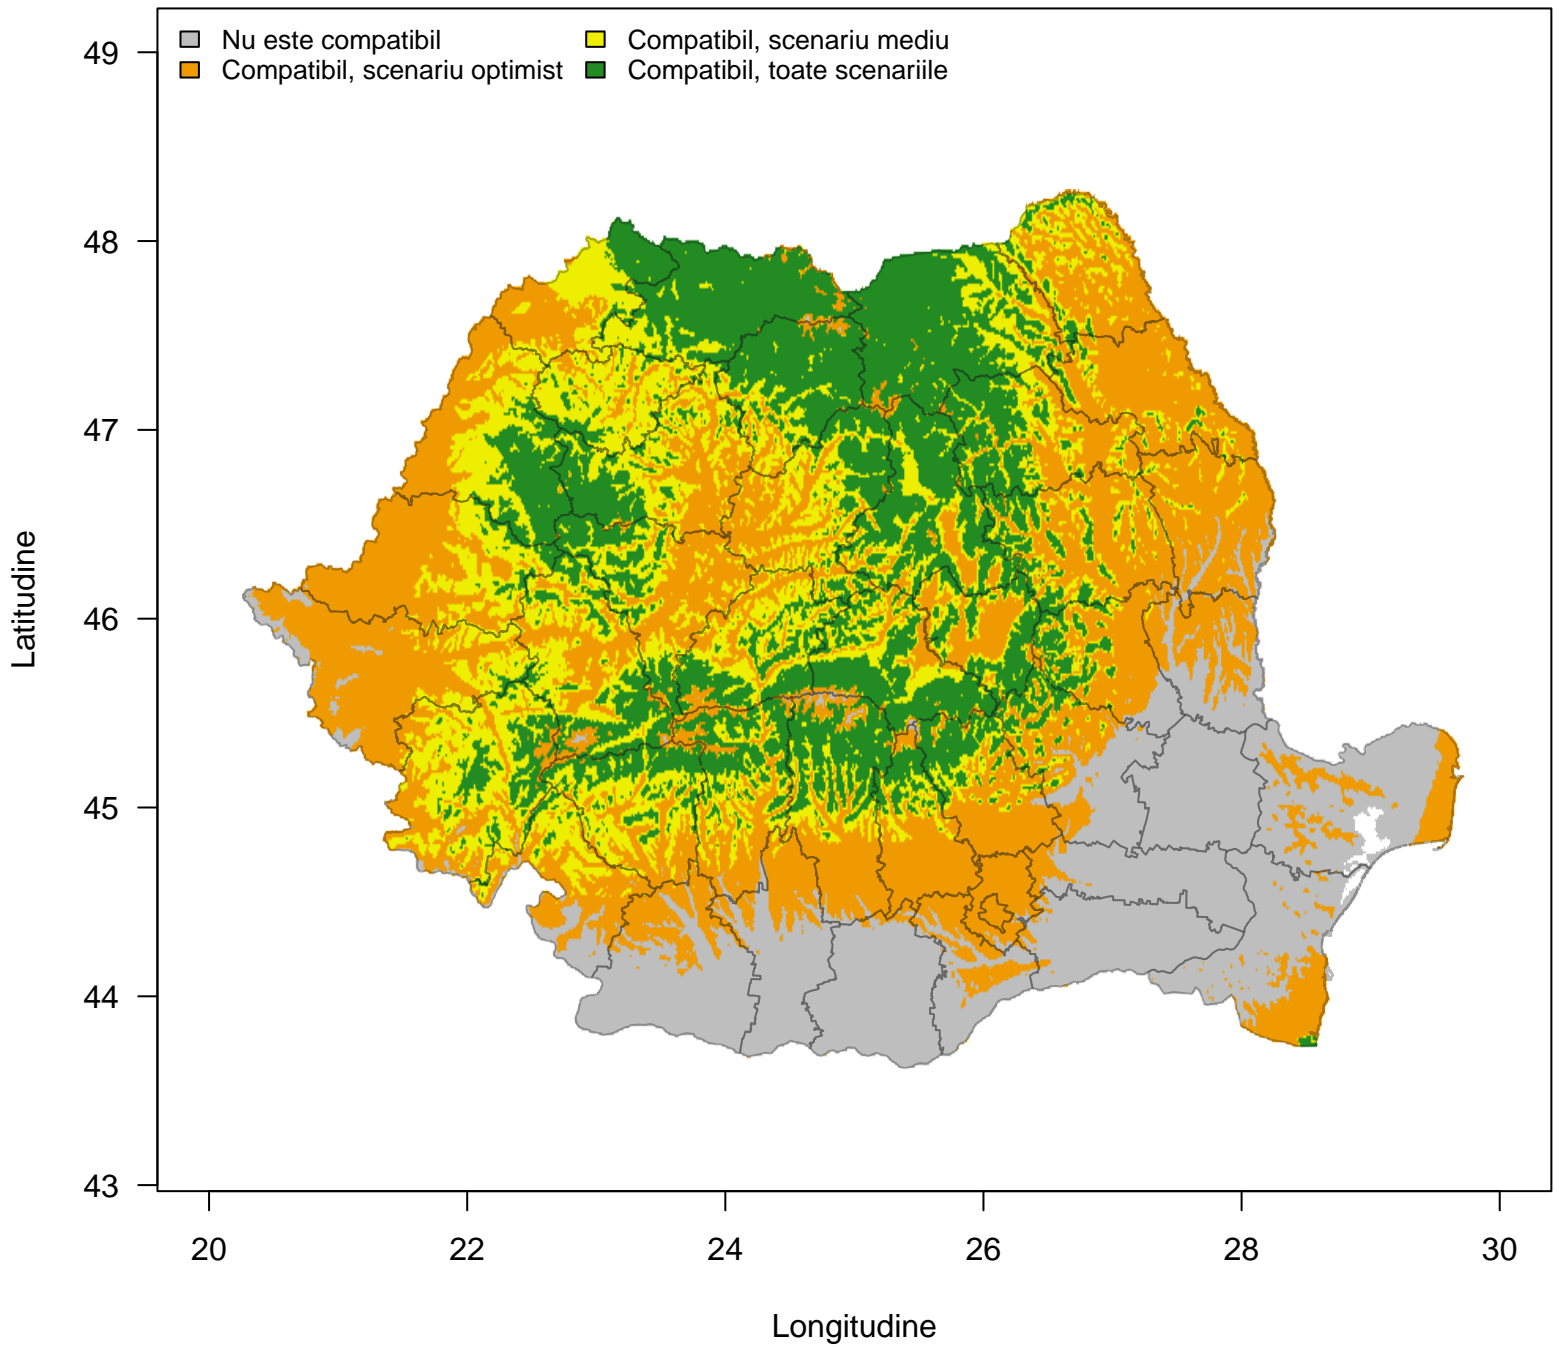 Nu este compatibil
Compatibil, scenariu optimist
Compatibil, scenariu mediu
Compatibil, toate scenariile
49
48
47
46
45
44
43
Latitudine
20 22 24 26 28 30
Longitudine